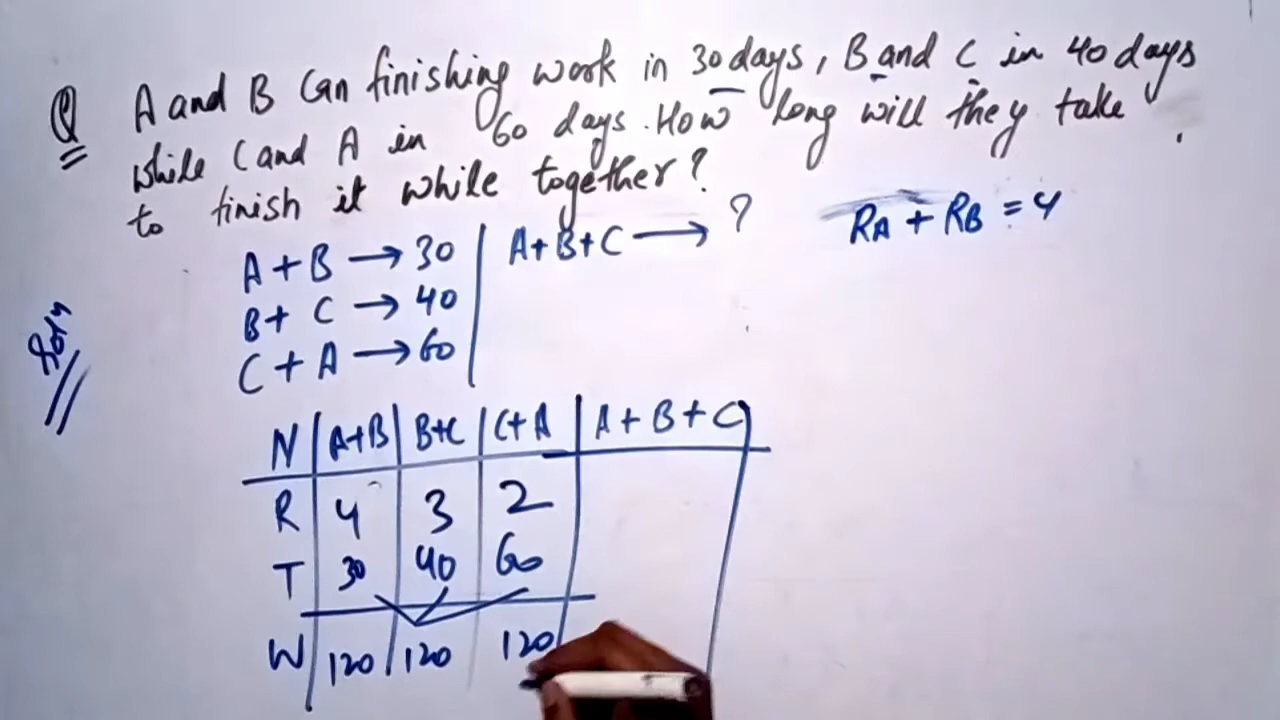 Q A and B Can finishing work in 30 days, B and C in 40 days
while C and A in 60 days. How long will they take
to finish it while together?
A + B → 30
B + C → 40
C + A → 60
A + B + C → ?
RA + RB = 4
Soln
N A+B B+C C+A A + B + C
R 4 3 2
T 30 40 60
W 120 120 120